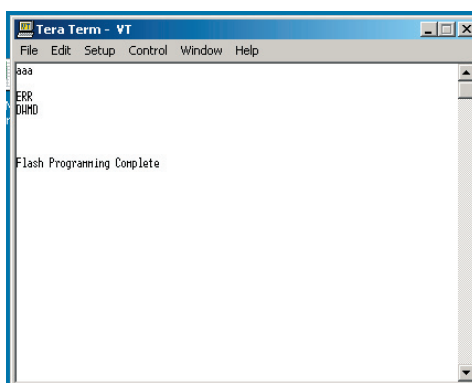 Tera Term - VT
File Edit Setup Control Window Help
aaa
ERR
DWMD
Flash Programming Complete